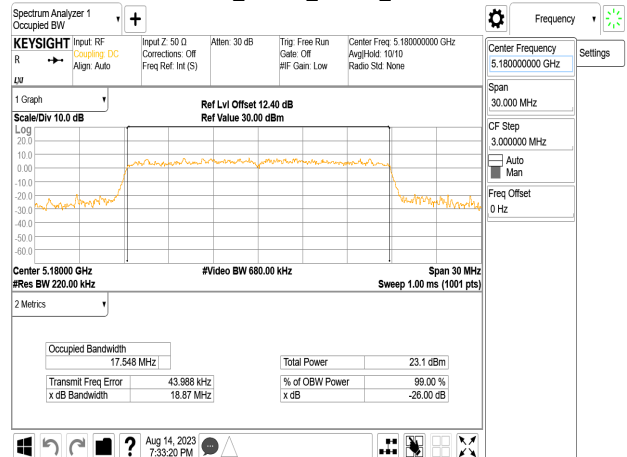 Spectrum Analyzer 1
Occupied BW
Frequency
KEYSIGHT
R
Input: RF
Coupling: DC
Align: Auto
Input Z: 50 Ω
Corrections: Off
Freq Ref: Int (S)
Atten: 30 dB
Trig: Free Run
Gate: Off
#IF Gain: Low
Center Freq: 5.180000000 GHz
Avg|Hold: 10/10
Radio Std: None
Center Frequency
5.180000000 GHz
Settings
Span
30.000 MHz
CF Step
3.000000 MHz
Auto
Man
Freq Offset
0 Hz
1 Graph
Scale/Div 10.0 dB
Ref Lvl Offset 12.40 dB
Ref Value 30.00 dBm
Log
20.0
10.0
0.00
-10.0
-20.0
-30.0
-40.0
-50.0
-60.0
Center 5.18000 GHz
#Video BW 680.00 kHz
Span 30 MHz
#Res BW 220.00 kHz
Sweep 1.00 ms (1001 pts)
2 Metrics
Occupied Bandwidth
17.548 MHz
Total Power 23.1 dBm
Transmit Freq Error 43.988 kHz
% of OBW Power 99.00 %
x dB Bandwidth 18.87 MHz
x dB -26.00 dB
?
Aug 14, 2023
7:33:20 PM